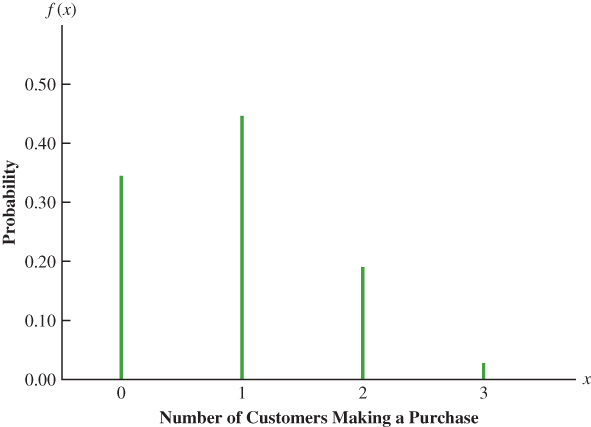 f (x)
0.50
0.40
0.30
0.20
0.10
0.00
Probability
0 1 2 3 x
Number of Customers Making a Purchase